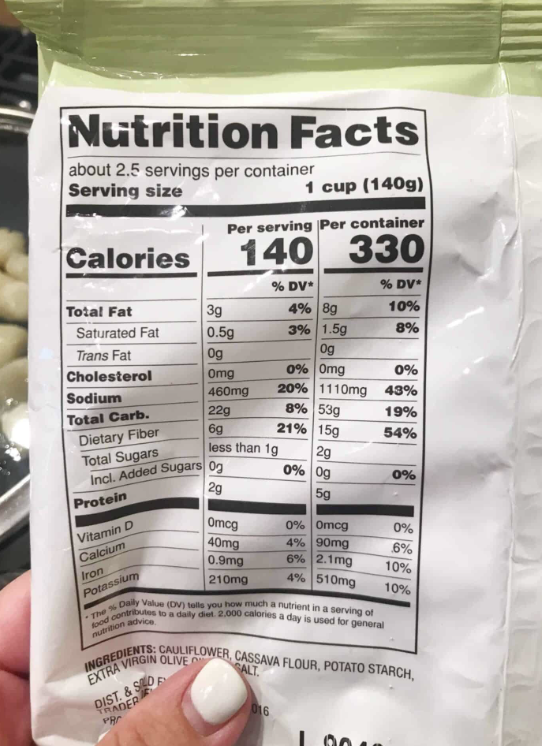 Nutrition Facts
about 2.5 servings per container
Serving size 1 cup (140g)
Per serving Per container
Calories 140 330
% DV* % DV*
Total Fat 3g 4% 8g 10%
Saturated Fat 0.5g 3% 1.5g 8%
Trans Fat 0g 0g
Cholesterol 0mg 0% 0mg 0%
Sodium 460mg 20% 1110mg 43%
Total Carb. 22g 8% 53g 19%
Dietary Fiber 6g 21% 15g 54%
Total Sugars less than 1g 2g
Incl. Added Sugars 0g 0% 0g 0%
Protein 2g 5g
Vitamin D 0mcg 0% 0mcg 0%
Calcium 40mg 4% 90mg 6%
Iron 0.9mg 6% 2.1mg 10%
Potassium 210mg 4% 510mg 10%
* The % Daily Value (DV) tells you how much a nutrient in a serving of
food contributes to a daily diet. 2,000 calories a day is used for general
nutrition advice.
INGREDIENTS: CAULIFLOWER, CASSAVA FLOUR, POTATO STARCH,
EXTRA VIRGIN OLIVE SALT.
DIST. & SOLD
TRADER
016